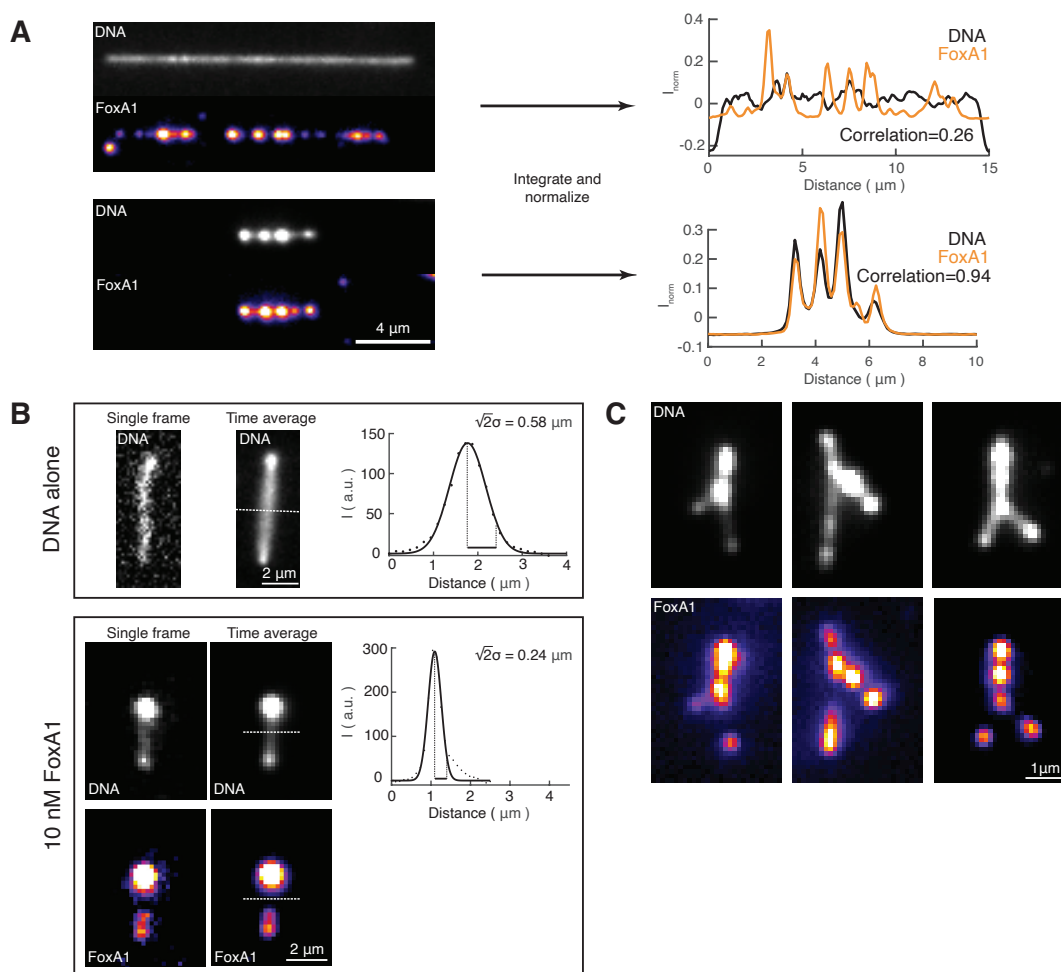 A
DNA
FoxA1
DNA
FoxA1
4 µm
Integrate and
normalize
DNA
FoxA1
Correlation=0.26
I_norm
0.4
0.2
0
-0.2
0
5
10
15
Distance ( µm )
DNA
FoxA1
Correlation=0.94
I_norm
0.3
0.2
0.1
0
-0.1
0
2
4
6
8
10
Distance ( µm )
B
DNA alone
Single frame
Time average
DNA
DNA
2 µm
√2σ = 0.58 µm
I ( a.u. )
150
100
50
0
0
1
2
3
4
Distance ( µm )
10 nM FoxA1
Single frame
Time average
DNA
DNA
FoxA1
FoxA1
2 µm
√2σ = 0.24 µm
I ( a.u. )
300
200
100
0
0
1
2
3
4
Distance ( µm )
C
DNA
FoxA1
1µm